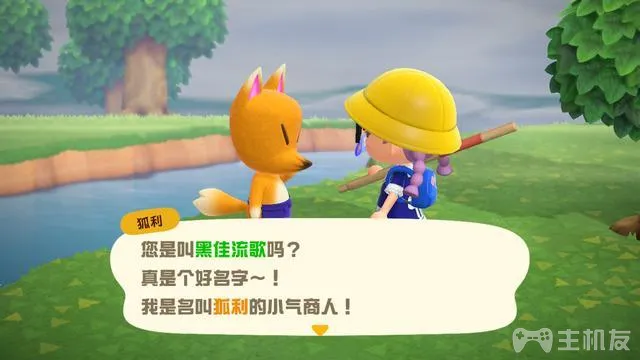 狐利
您是叫黑佳流歌吗？
真是个好名字～！
我是名叫狐利的小气商人！
主机友